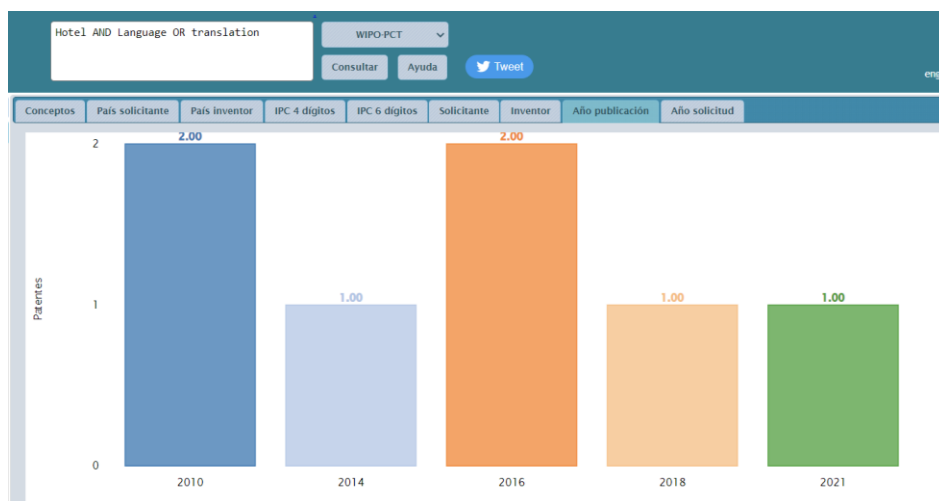 Hotel AND Language OR translation
WIPO-PCT
Consultar Ayuda Tweet
eng
Conceptos País solicitante País inventor IPC 4 dígitos IPC 6 dígitos Solicitante Inventor Año publicación Año solicitud
2 2.00 2.00
Patentes
1 1.00 1.00 1.00
0
2010 2014 2016 2018 2021